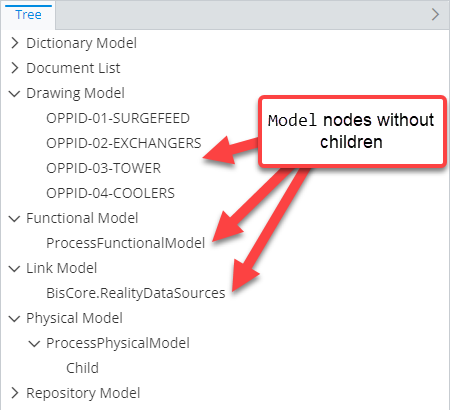 Tree
Dictionary Model
Document List
Drawing Model
OPPID-01-SURGEFEED
OPPID-02-EXCHANGERS
OPPID-03-TOWER
OPPID-04-COOLERS
Functional Model
ProcessFunctionalModel
Link Model
BisCore.RealityDataSources
Physical Model
ProcessPhysicalModel
Child
Repository Model
Model nodes without
children